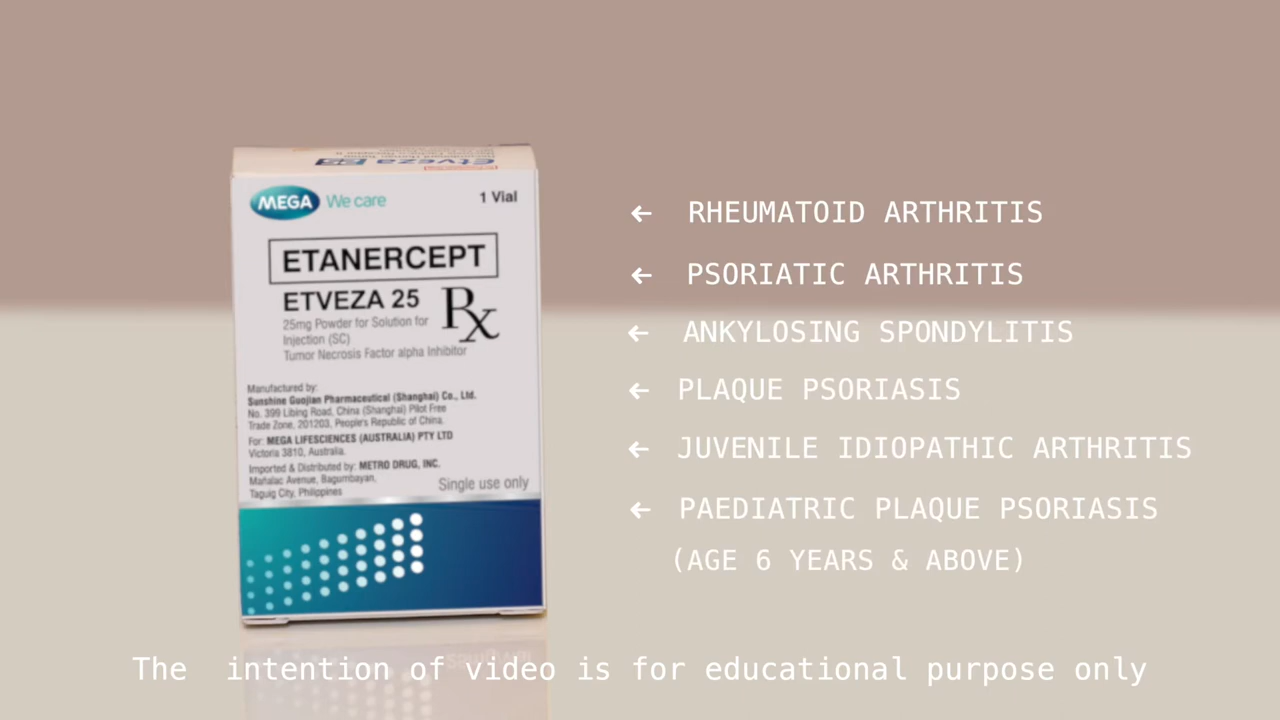 Etveza 25
MEGA We care
1 Vial
ETANERCEPT
ETVEZA 25
Rx
25mg Powder for Solution for
Injection (SC)
Tumor Necrosis Factor alpha Inhibitor
Manufactured by:
Sunshine Guojian Pharmaceutical (Shanghai) Co., Ltd.
No. 399 Libing Road, China (Shanghai) Pilot Free
Trade Zone, 201203, People's Republic of China.
For: MEGA LIFESCIENCES (AUSTRALIA) PTY LTD
Victoria 3810, Australia.
Imported & Distributed by: METRO DRUG, INC.
Mañalac Avenue, Bagumbayan,
Taguig City, Philippines
Single use only
← RHEUMATOID ARTHRITIS
← PSORIATIC ARTHRITIS
← ANKYLOSING SPONDYLITIS
← PLAQUE PSORIASIS
← JUVENILE IDIOPATHIC ARTHRITIS
← PAEDIATRIC PLAQUE PSORIASIS
(AGE 6 YEARS & ABOVE)
The intention of video is for educational purpose only